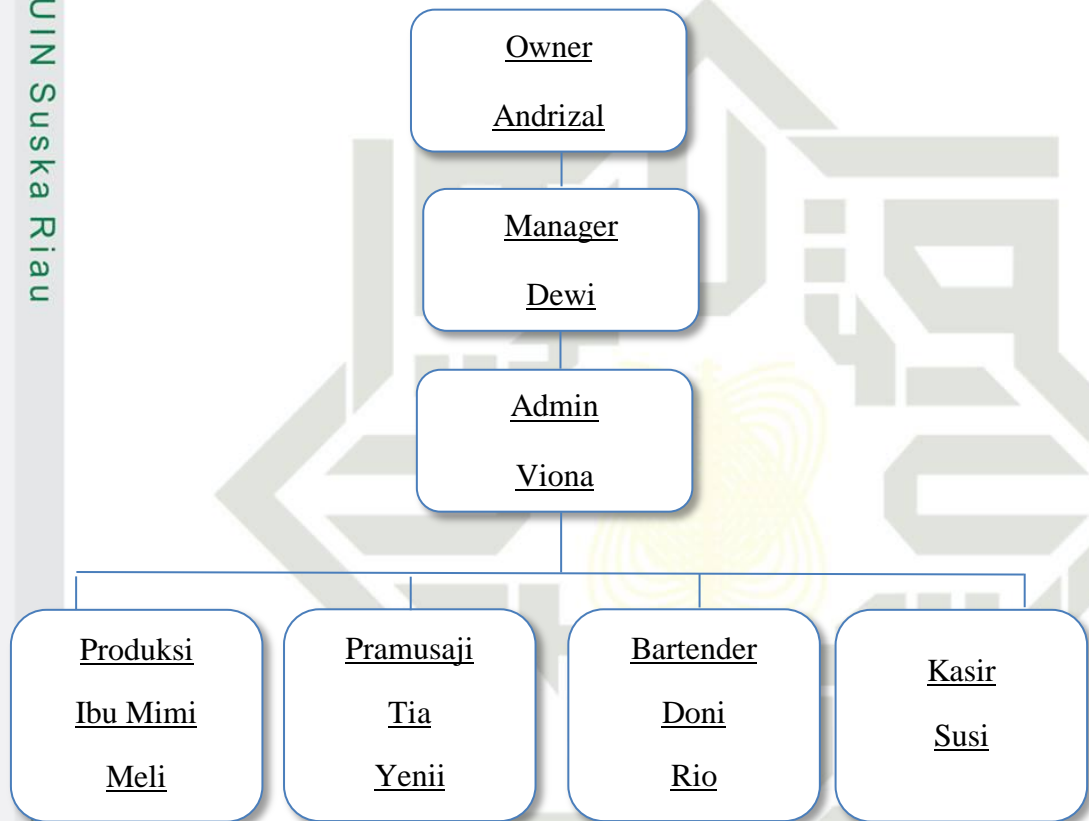 UIN Suska Riau
Owner
Andrizal
Manager
Dewi
Admin
Viona
Produksi
Ibu Mimi
Meli
Pramusaji
Tia
Yenii
Bartender
Doni
Rio
Kasir
Susi